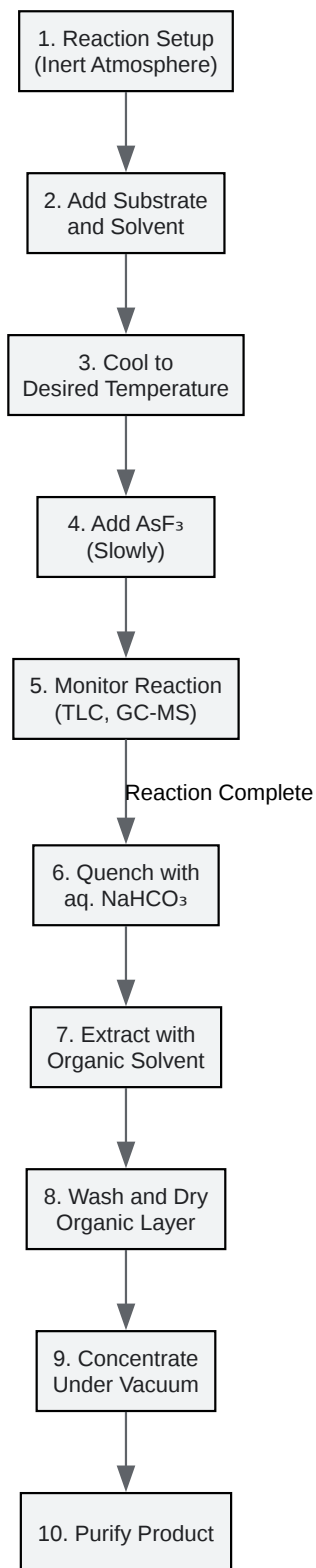 1. Reaction Setup
(Inert Atmosphere)
2. Add Substrate
and Solvent
3. Cool to
Desired Temperature
4. Add AsF₃
(Slowly)
5. Monitor Reaction
(TLC, GC-MS)
Reaction Complete
6. Quench with
aq. NaHCO₃
7. Extract with
Organic Solvent
8. Wash and Dry
Organic Layer
9. Concentrate
Under Vacuum
10. Purify Product